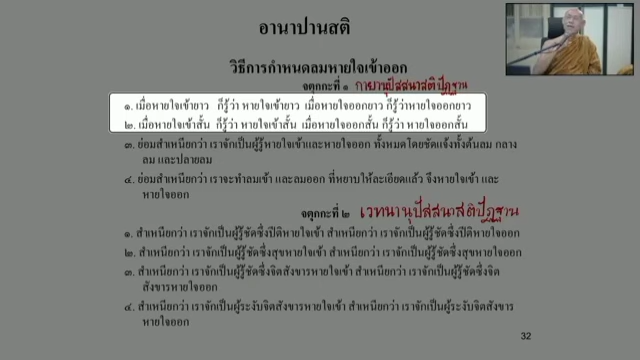 อานาปานสติ
วิธีการกำหนดลมหายใจเข้าออก
จตุกกะที่ ๑ กายานุปัสสนาสติปัฏฐาน
๑. เมื่อหายใจเข้ายาว ก็รู้ว่า หายใจเข้ายาว เมื่อหายใจออกยาว ก็รู้ว่าหายใจออกยาว
๒. เมื่อหายใจเข้าสั้น ก็รู้ว่า หายใจเข้าสั้น เมื่อหายใจออกสั้น ก็รู้ว่า หายใจออกสั้น
๓. ย่อมสำเหนียกว่า เราจักเป็นผู้รู้หายใจเข้าและหายใจออก ทั้งหมดโดยชัดแจ้งทั้งต้นลม กลาง
ลม และปลายลม
๔. ย่อมสำเหนียกว่า เราจะทำลมเข้า และลมออก ที่หยาบให้ละเอียดแล้ว จึงหายใจเข้า และ
หายใจออก
จตุกกะที่ ๒ เวทนานุปัสสนาสติปัฏฐาน
๑. สำเหนียกว่า เราจักเป็นผู้รู้ชัดซึ่งปีติหายใจเข้า สำเหนียกว่า เราจักเป็นผู้รู้ชัดซึ่งปีติหายใจออก
๒. สำเหนียกว่า เราจักเป็นผู้รู้ชัดซึ่งสุขหายใจเข้า สำเหนียกว่า เราจักเป็นผู้รู้ชัดซึ่งสุขหายใจออก
๓. สำเหนียกว่า เราจักเป็นผู้รู้ชัดซึ่งจิตสังขารหายใจเข้า สำเหนียกว่า เราจักเป็นผู้รู้ชัดซึ่งจิต
สังขารหายใจออก
๔. สำเหนียกว่า เราจักเป็นผู้ระงับจิตสังขารหายใจเข้า สำเหนียกว่า เราจักเป็นผู้ระงับจิตสังขาร
หายใจออก
32